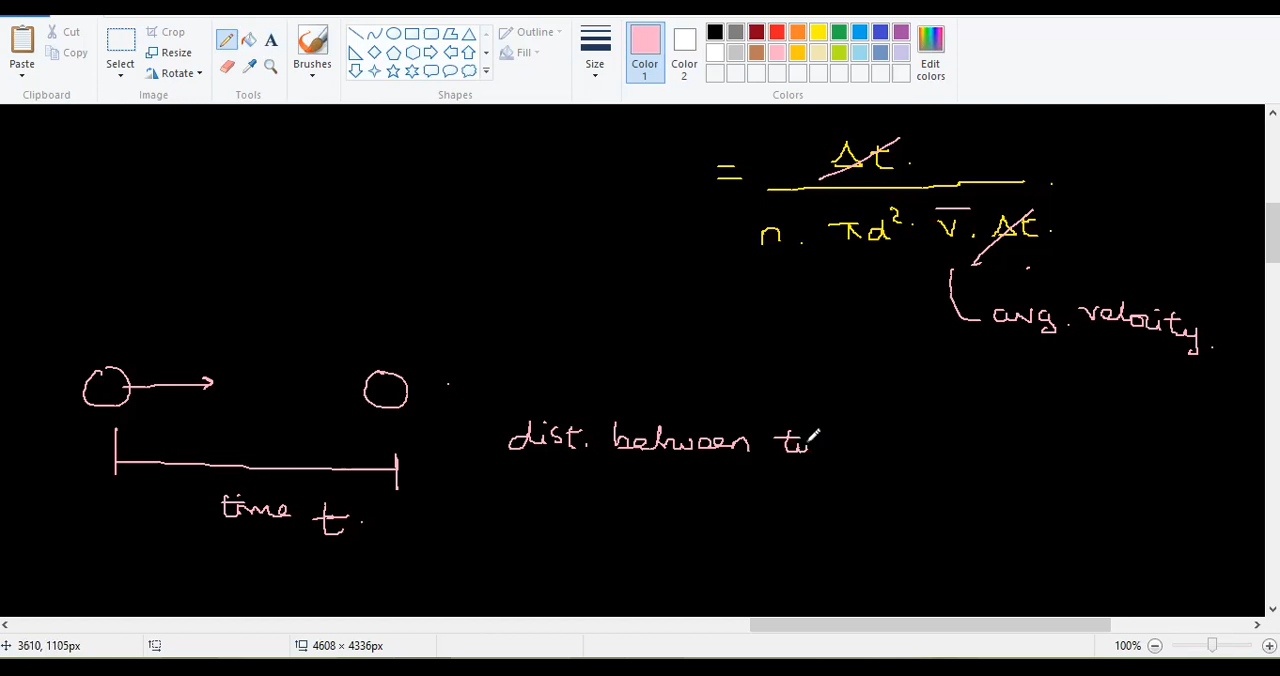 Paste
Cut
Copy
Clipboard
Select
Crop
Resize
Rotate
Image
A
Tools
Brushes
Outline
Fill
Shapes
Size
Color 1
Color 2
Edit colors
Colors
= Δt.
n. πd². v̅. Δt.
avg. velocity.
dist. between tw
time t.
3610, 1105px
4608 × 4336px
100%